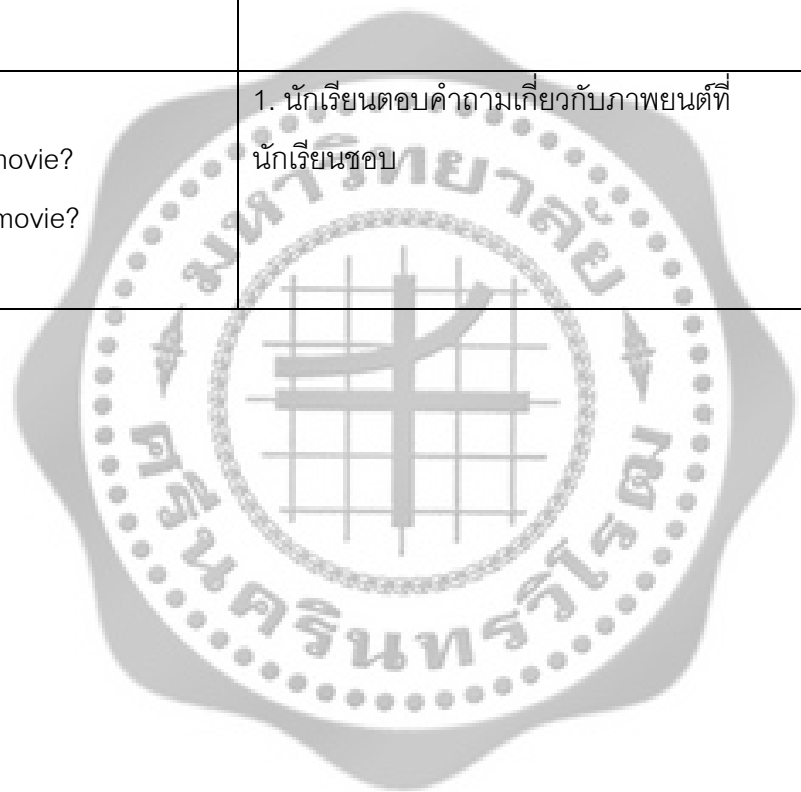 1. นักเรียนตอบคำถามเกี่ยวกับภาพยนต์ที่
movie?
นักเรียนชอบ
movie?
มหาวิทยาลัย
ศรีนครินทรวิโรฒ